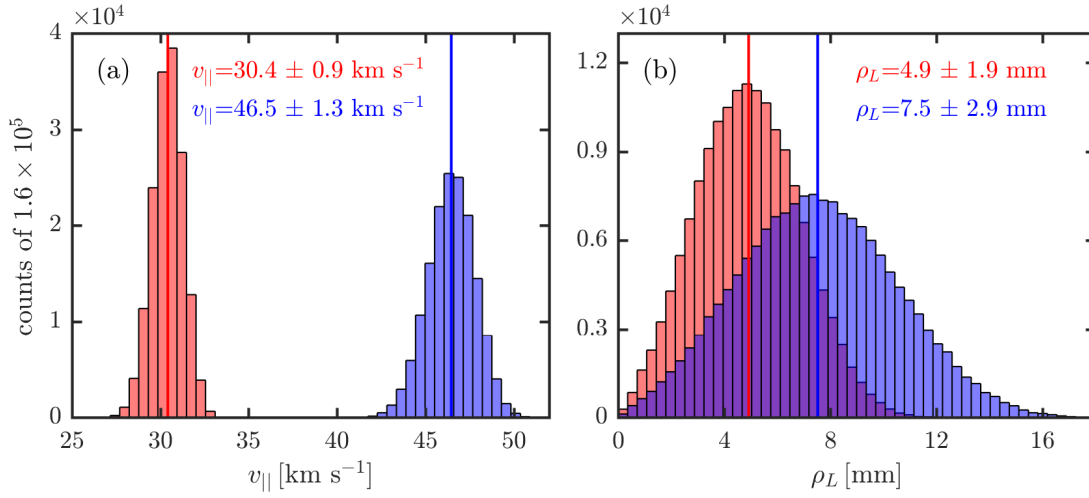 ×10⁴
(a)
v||=30.4 ± 0.9 km s⁻¹
v||=46.5 ± 1.3 km s⁻¹
counts of 1.6 × 10⁵
4
3
2
1
0
25 30 35 40 45 50
v|| [km s⁻¹]
×10⁴
(b)
ρL=4.9 ± 1.9 mm
ρL=7.5 ± 2.9 mm
1.2
0.9
0.6
0.3
0
0 4 8 12 16
ρL [mm]